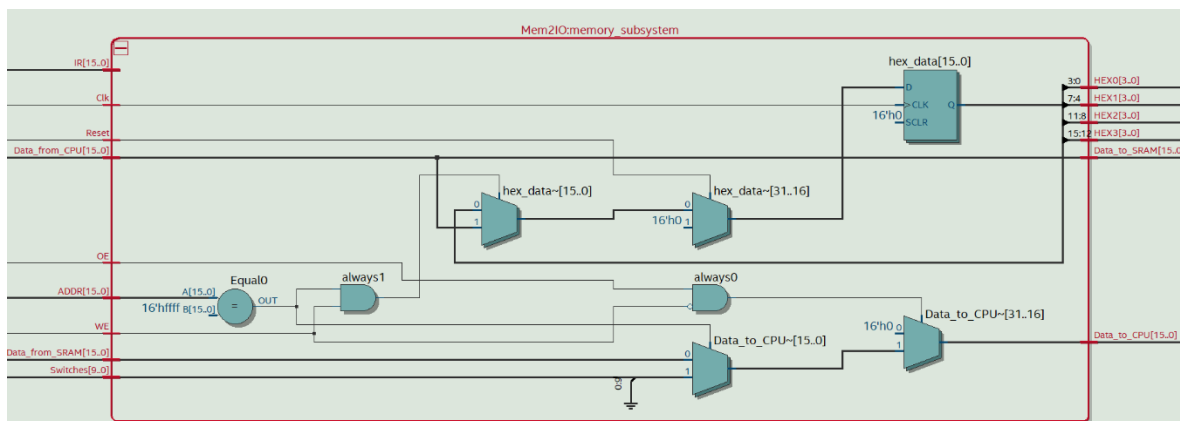 Mem2IO:memory_subsystem
hex_data[15..0]
IR[15..0]
3:0 HEX0[3..0]
D
Clk
>CLK Q
7:4 HEX1[3..0]
16'h0
SCLR
11:8 HEX2[3..0]
Reset
15:12 HEX3[3..0]
Data_from_CPU[15..0]
Data_to_SRAM[15..0]
hex_data~[15..0]
hex_data~[31..16]
0
1
0
16'h0 1
OE
Equal0
always1
always0
ADDR[15..0]
A[15..0]
16'hffff B[15..0]
=
OUT
Data_to_CPU~[31..16]
16'h0 0
WE
Data_to_CPU~[15..0]
Data_to_CPU[15..0]
1
Data_from_SRAM[15..0]
0
Switches[9..0]
1